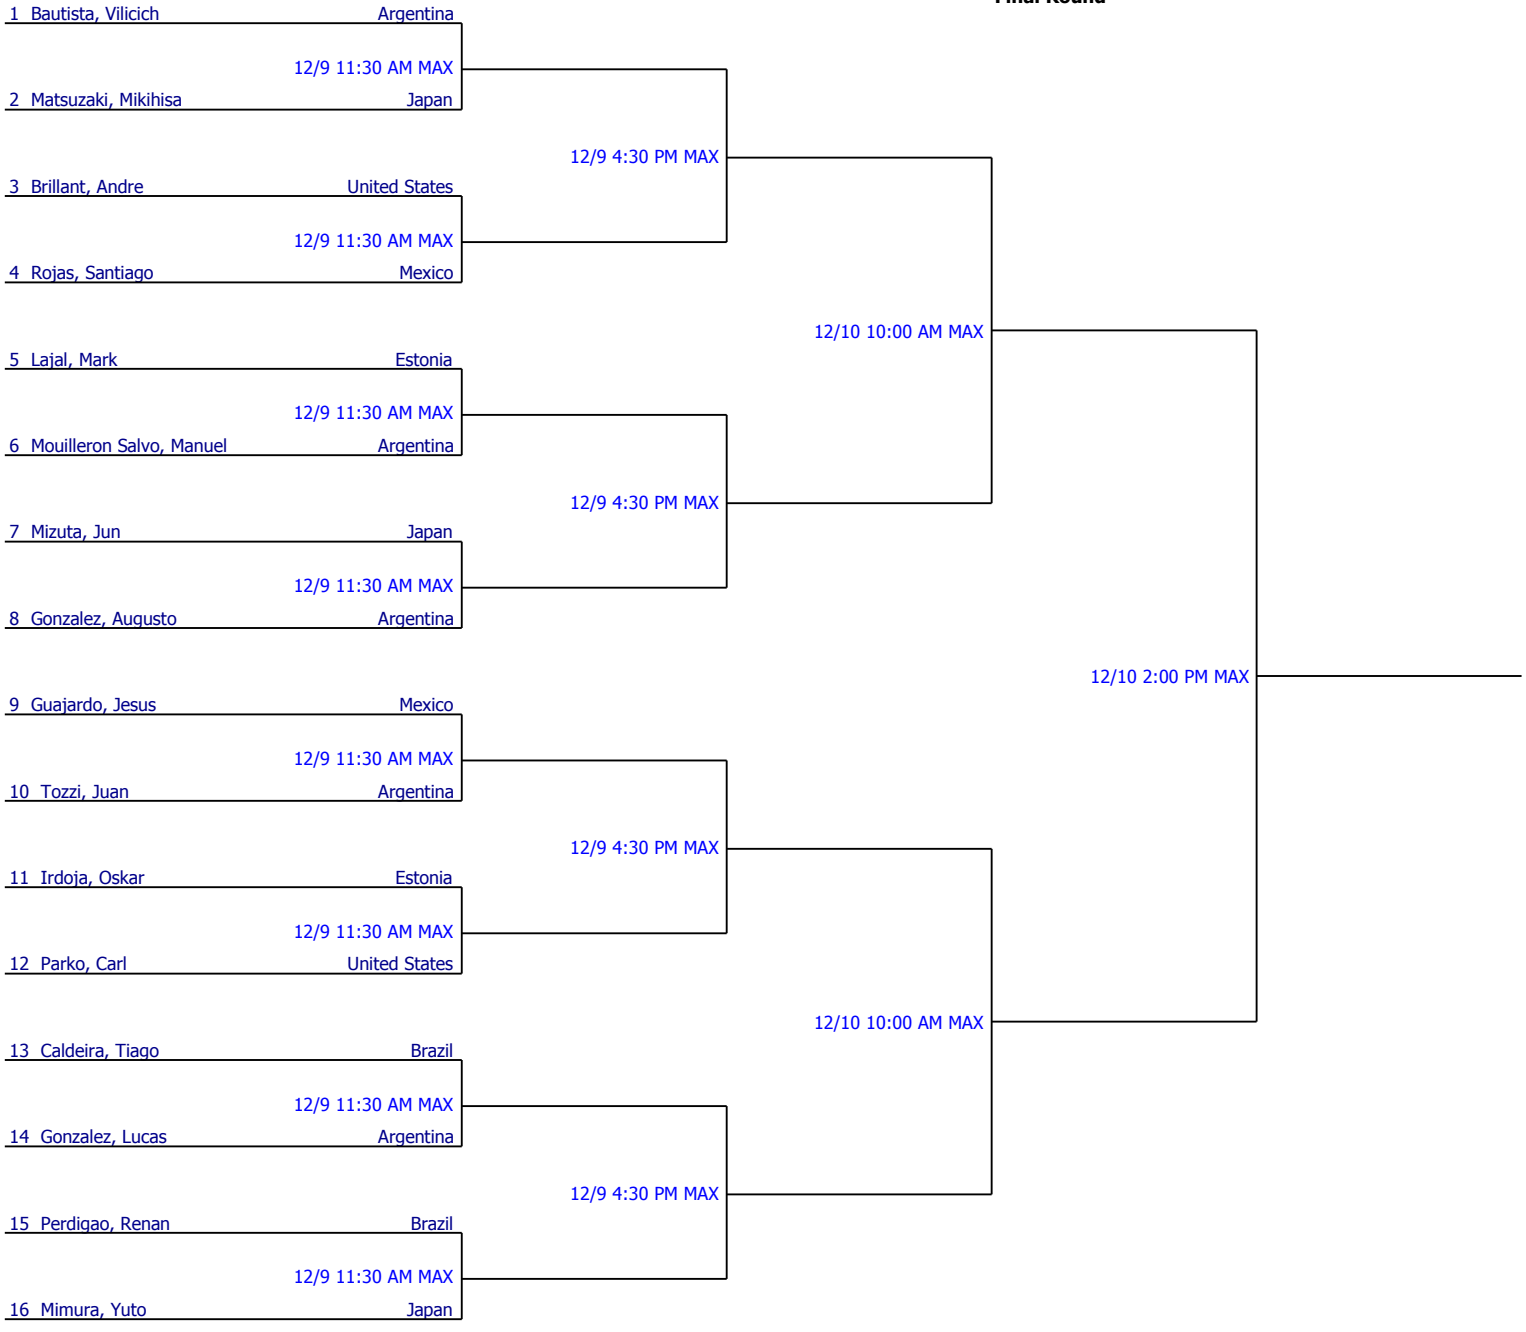 Final Round
1 Bautista, Vilicich Argentina
12/9 11:30 AM MAX
2 Matsuzaki, Mikihisa Japan
12/9 4:30 PM MAX
3 Brillant, Andre United States
12/9 11:30 AM MAX
4 Rojas, Santiago Mexico
12/10 10:00 AM MAX
5 Lajal, Mark Estonia
12/9 11:30 AM MAX
6 Mouilleron Salvo, Manuel Argentina
12/9 4:30 PM MAX
7 Mizuta, Jun Japan
12/9 11:30 AM MAX
8 Gonzalez, Augusto Argentina
12/10 2:00 PM MAX
9 Guajardo, Jesus Mexico
12/9 11:30 AM MAX
10 Tozzi, Juan Argentina
12/9 4:30 PM MAX
11 Irdoja, Oskar Estonia
12/9 11:30 AM MAX
12 Parko, Carl United States
12/10 10:00 AM MAX
13 Caldeira, Tiago Brazil
12/9 11:30 AM MAX
14 Gonzalez, Lucas Argentina
12/9 4:30 PM MAX
15 Perdigao, Renan Brazil
12/9 11:30 AM MAX
16 Mimura, Yuto Japan